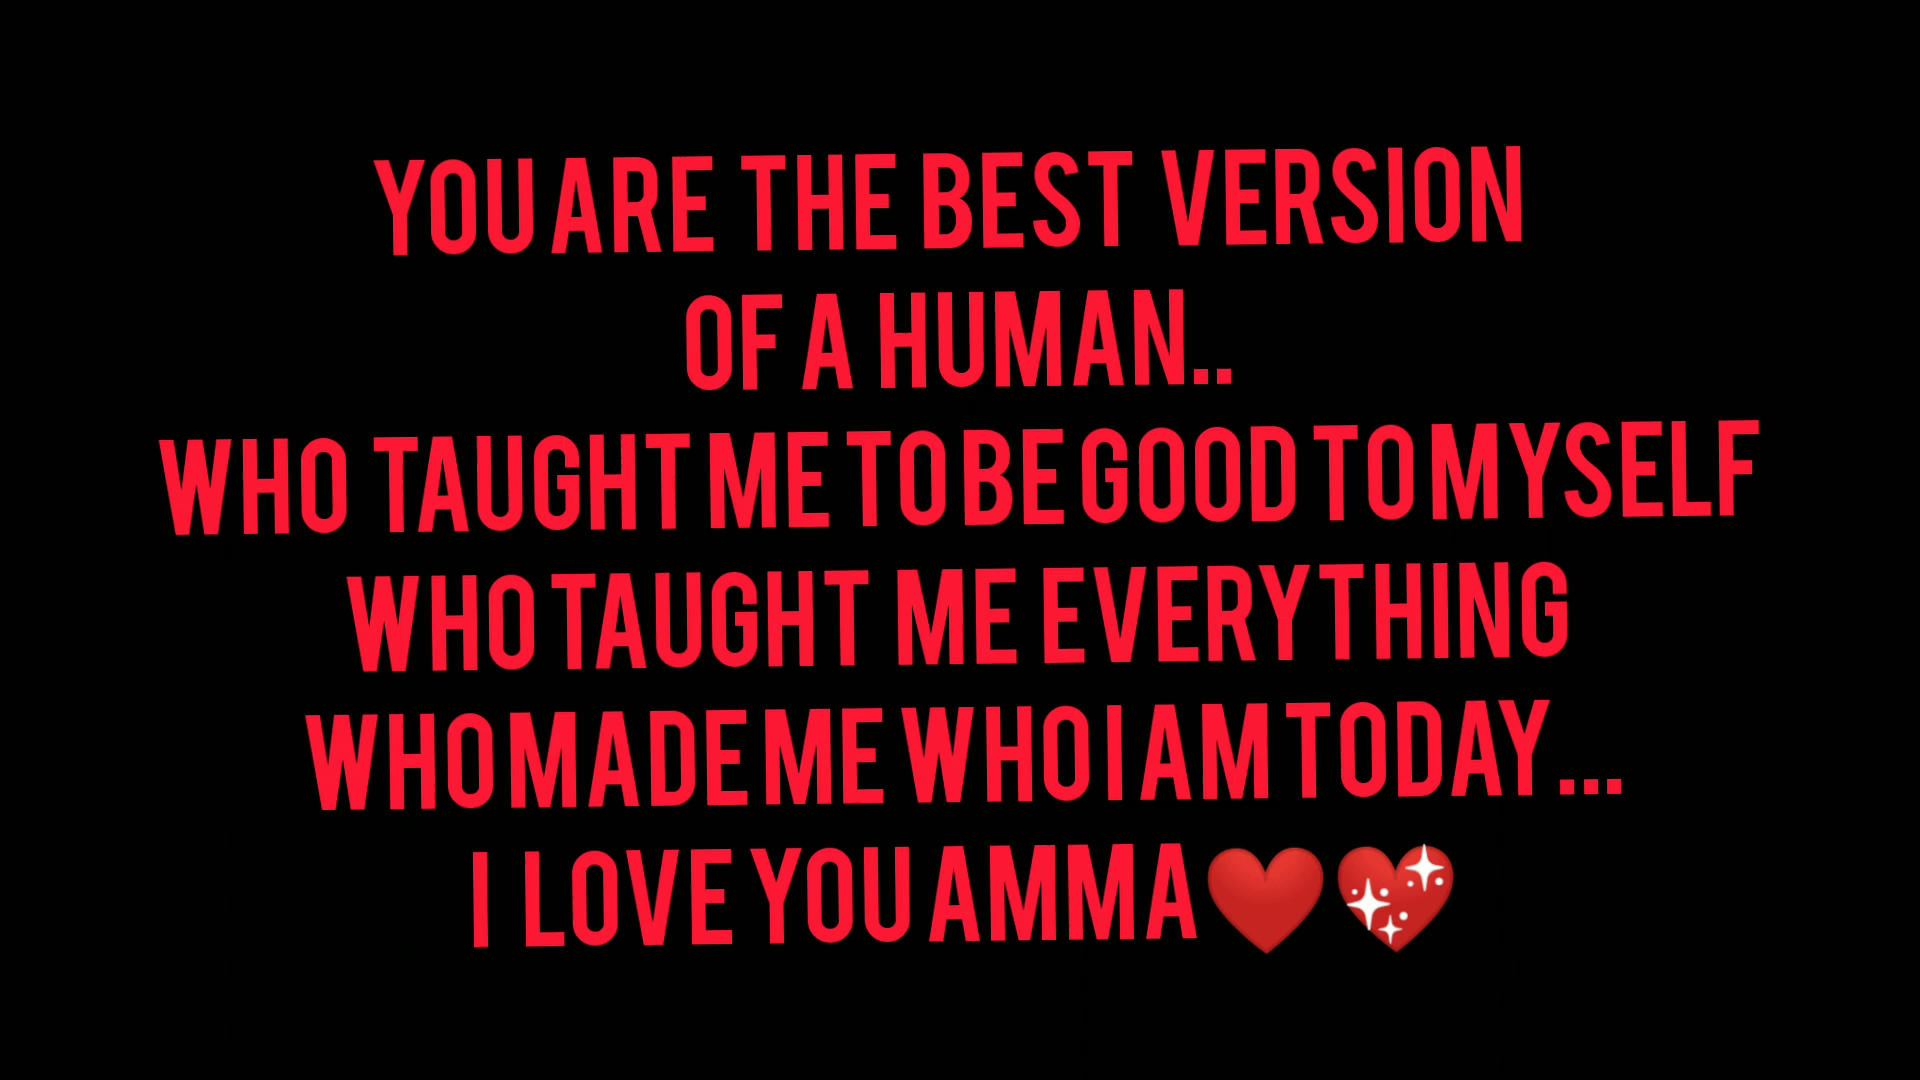 YOU ARE THE BEST VERSION
OF A HUMAN..
WHO TAUGHT ME TO BE GOOD TO MYSELF
WHO TAUGHT ME EVERYTHING
WHO MADE ME WHO I AM TODAY...
I LOVE YOU AMMA❤️💖